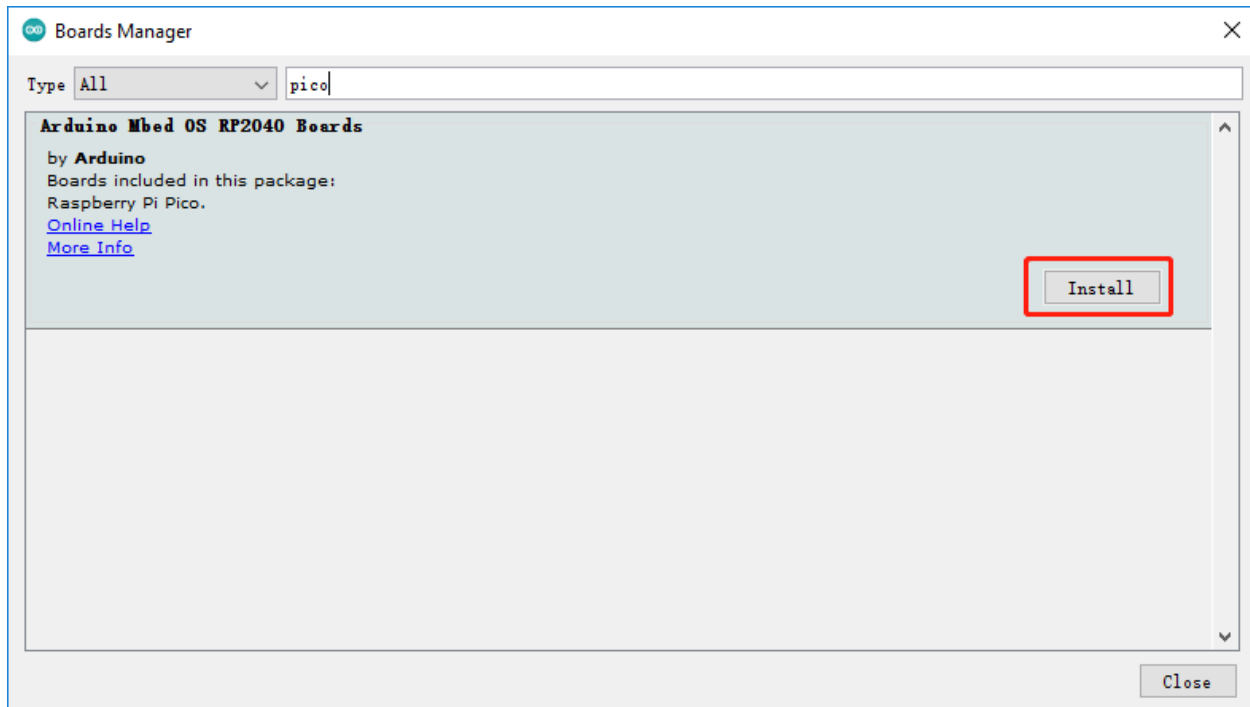 Boards Manager
Type All pico
Arduino Mbed OS RP2040 Boards
by Arduino
Boards included in this package:
Raspberry Pi Pico.
Online Help
More Info
Install
Close